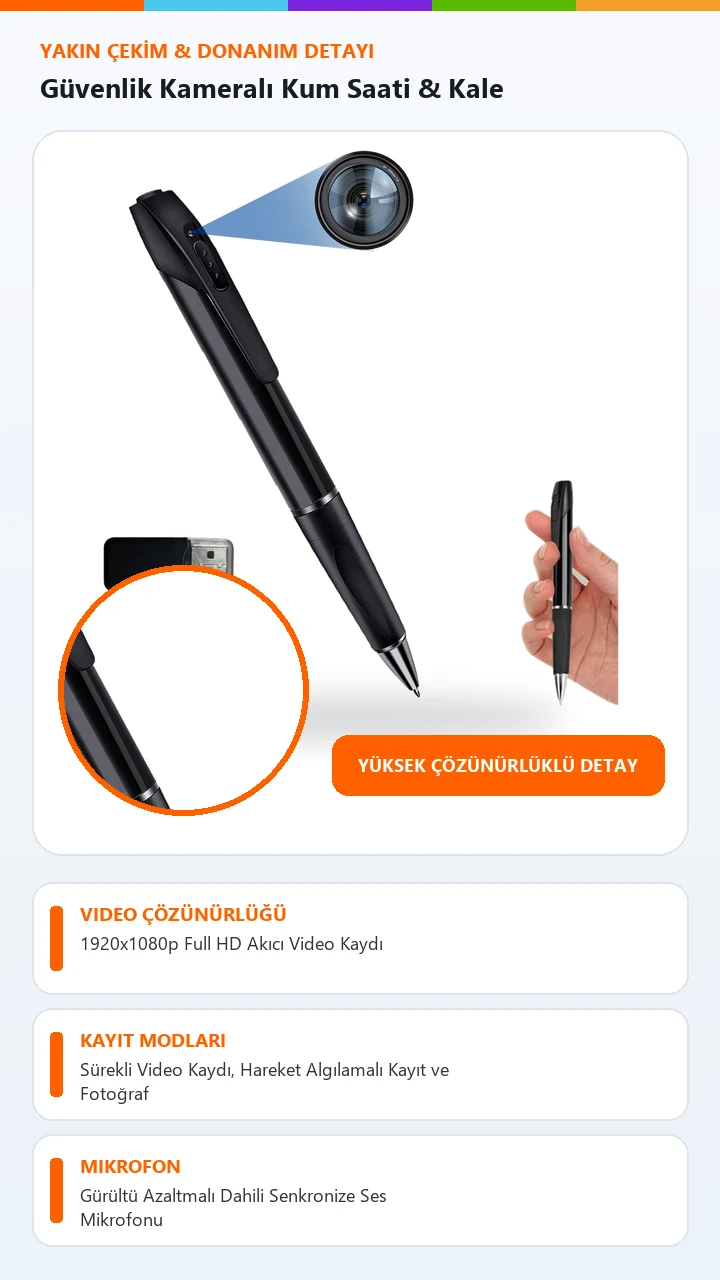 YAKIN ÇEKİM & DONANIM DETAYI
Güvenlik Kameralı Kum Saati & Kale
YÜKSEK ÇÖZÜNÜRLÜKLÜ DETAY
VIDEO ÇÖZÜNÜRLÜĞÜ
1920x1080p Full HD Akıcı Video Kaydı
KAYIT MODLARI
Sürekli Video Kaydı, Hareket Algılamalı Kayıt ve
Fotoğraf
MIKROFON
Gürültü Azaltmalı Dahili Senkronize Ses
Mikrofonu